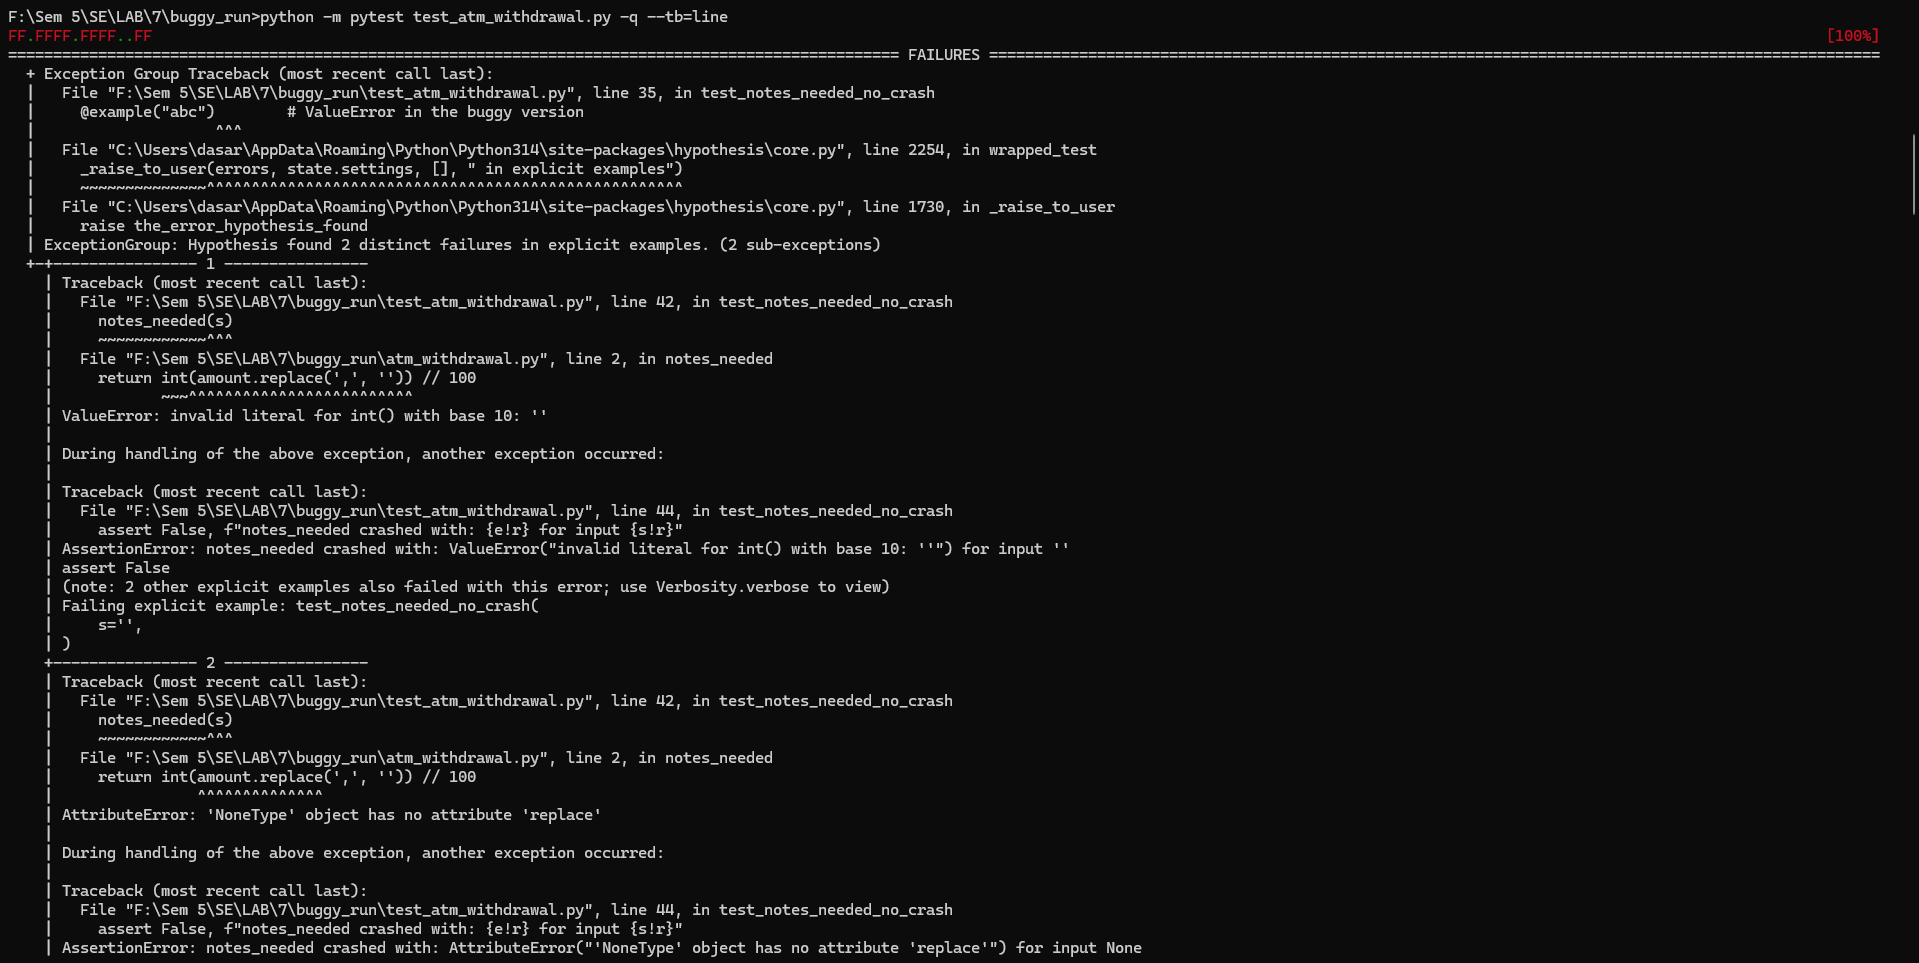 F:\Sem 5\SE\LAB\7\buggy_run>python -m pytest test_atm_withdrawal.py -q --tb=line
FF.FFFF.FFFF..FF [100%]
=================================================================================================== FAILURES ===================================================================================================
+ Exception Group Traceback (most recent call last):
|   File "F:\Sem 5\SE\LAB\7\buggy_run\test_atm_withdrawal.py", line 35, in test_notes_needed_no_crash
|     @example("abc")        # ValueError in the buggy version
|                    ^^^
|   File "C:\Users\dasar\AppData\Roaming\Python\Python314\site-packages\hypothesis\core.py", line 2254, in wrapped_test
|     _raise_to_user(errors, state.settings, [], " in explicit examples")
|     ~~~~~~~~~~~~~~^^^^^^^^^^^^^^^^^^^^^^^^^^^^^^^^^^^^^^^^^^^^^^^^^^^^^
|   File "C:\Users\dasar\AppData\Roaming\Python\Python314\site-packages\hypothesis\core.py", line 1730, in _raise_to_user
|     raise the_error_hypothesis_found
| ExceptionGroup: Hypothesis found 2 distinct failures in explicit examples. (2 sub-exceptions)
+-+---------------- 1 ----------------
| Traceback (most recent call last):
|   File "F:\Sem 5\SE\LAB\7\buggy_run\test_atm_withdrawal.py", line 42, in test_notes_needed_no_crash
|     notes_needed(s)
|     ~~~~~~~~~~~~^^^
|   File "F:\Sem 5\SE\LAB\7\buggy_run\atm_withdrawal.py", line 2, in notes_needed
|     return int(amount.replace(',', '')) // 100
|            ~~~^^^^^^^^^^^^^^^^^^^^^^^^^
| ValueError: invalid literal for int() with base 10: ''
|
| During handling of the above exception, another exception occurred:
|
| Traceback (most recent call last):
|   File "F:\Sem 5\SE\LAB\7\buggy_run\test_atm_withdrawal.py", line 44, in test_notes_needed_no_crash
|     assert False, f"notes_needed crashed with: {e!r} for input {s!r}"
| AssertionError: notes_needed crashed with: ValueError("invalid literal for int() with base 10: ''") for input ''
| assert False
| (note: 2 other explicit examples also failed with this error; use Verbosity.verbose to view)
| Failing explicit example: test_notes_needed_no_crash(
|     s='',
| )
+---------------- 2 ----------------
| Traceback (most recent call last):
|   File "F:\Sem 5\SE\LAB\7\buggy_run\test_atm_withdrawal.py", line 42, in test_notes_needed_no_crash
|     notes_needed(s)
|     ~~~~~~~~~~~~^^^
|   File "F:\Sem 5\SE\LAB\7\buggy_run\atm_withdrawal.py", line 2, in notes_needed
|     return int(amount.replace(',', '')) // 100
|                ^^^^^^^^^^^^^^
| AttributeError: 'NoneType' object has no attribute 'replace'
|
| During handling of the above exception, another exception occurred:
|
| Traceback (most recent call last):
|   File "F:\Sem 5\SE\LAB\7\buggy_run\test_atm_withdrawal.py", line 44, in test_notes_needed_no_crash
|     assert False, f"notes_needed crashed with: {e!r} for input {s!r}"
| AssertionError: notes_needed crashed with: AttributeError("'NoneType' object has no attribute 'replace'") for input None